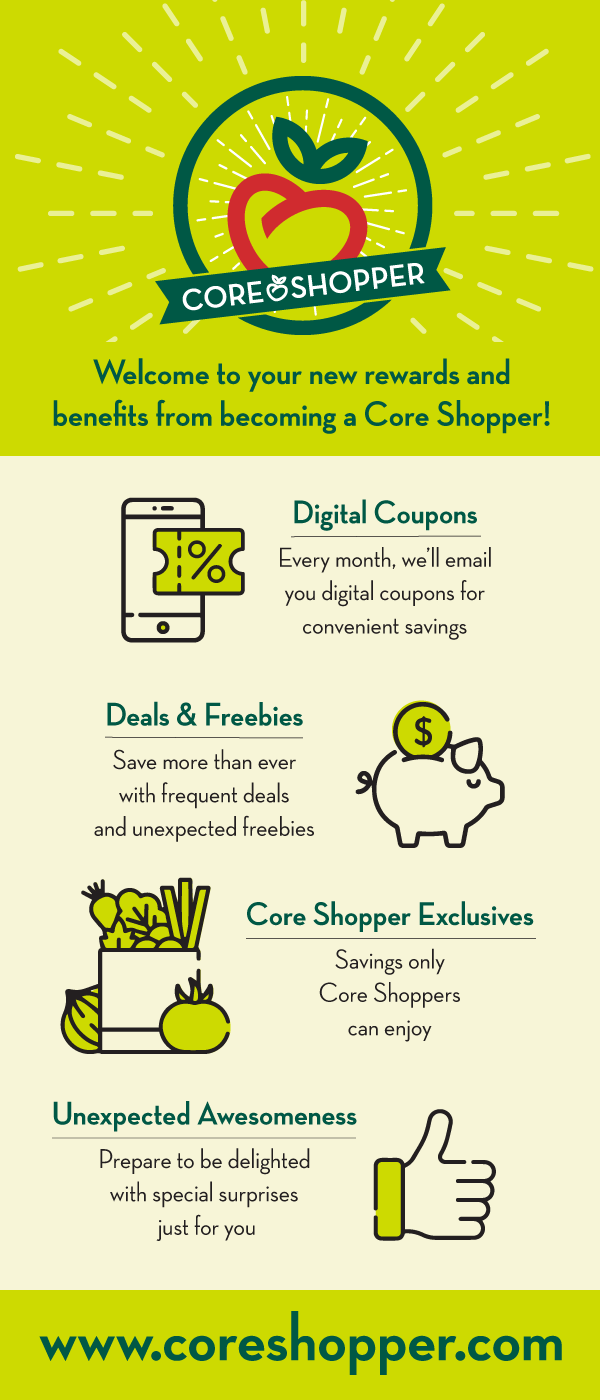 CORE SHOPPER
Welcome to your new rewards and
benefits from becoming a Core Shopper!
%
Digital Coupons
Every month, we'll email
you digital coupons for
convenient savings
Deals & Freebies
Save more than ever
with frequent deals
and unexpected freebies
$
Core Shopper Exclusives
Savings only
Core Shoppers
can enjoy
Unexpected Awesomeness
Prepare to be delighted
with special surprises
just for you
www.coreshopper.com